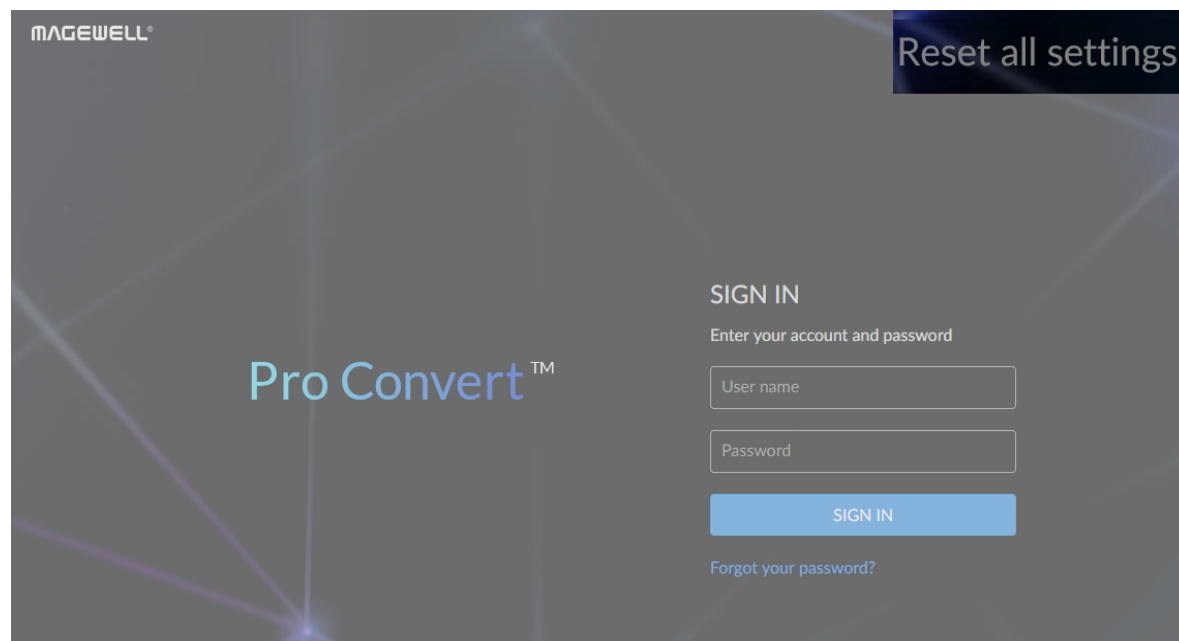 MAGEWELL®
Reset all settings
SIGN IN
Enter your account and password
Pro Convert™
User name
Password
SIGN IN
Forgot your password?